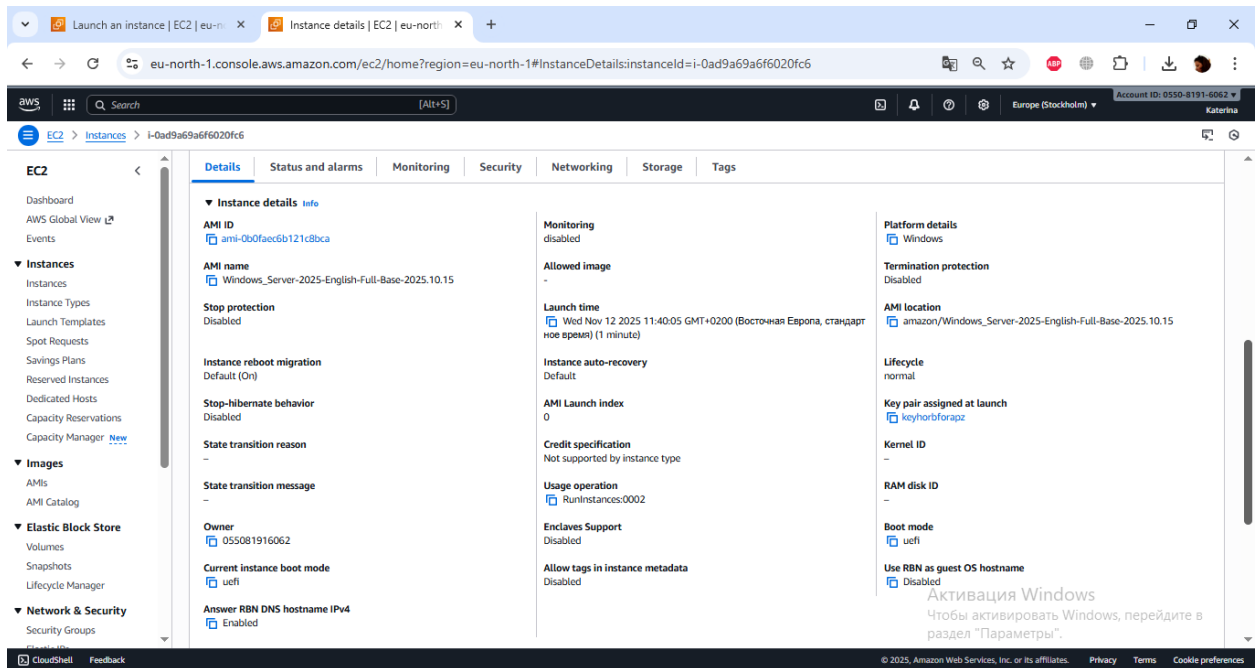 Launch an instance | EC2 | eu-n
Instance details | EC2 | eu-north
eu-north-1.console.aws.amazon.com/ec2/home?region=eu-north-1#InstanceDetails:instanceId=i-0ad9a69a6f6020fc6
ABP
aws
Search
[Alt+S]
Europe (Stockholm)
Account ID: 0550-8191-6062
Katerina
EC2 > Instances > i-0ad9a69a6f6020fc6
EC2
Dashboard
AWS Global View
Events
Instances
Instances
Instance Types
Launch Templates
Spot Requests
Savings Plans
Reserved Instances
Dedicated Hosts
Capacity Reservations
Capacity Manager New
Images
AMIs
AMI Catalog
Elastic Block Store
Volumes
Snapshots
Lifecycle Manager
Network & Security
Security Groups
Details
Status and alarms
Monitoring
Security
Networking
Storage
Tags
Instance details Info
AMI ID
ami-0b0faec6b121c8bca
Monitoring
disabled
Platform details
Windows
AMI name
Windows_Server-2025-English-Full-Base-2025.10.15
Allowed image
-
Termination protection
Disabled
Stop protection
Disabled
Launch time
Wed Nov 12 2025 11:40:05 GMT+0200 (Восточная Европа, стандарт
ное время) (1 minute)
AMI location
amazon/Windows_Server-2025-English-Full-Base-2025.10.15
Instance reboot migration
Default (On)
Instance auto-recovery
Default
Lifecycle
normal
Stop-hibernate behavior
Disabled
AMI Launch index
0
Key pair assigned at launch
keyhorbforapz
State transition reason
–
Credit specification
Not supported by instance type
Kernel ID
–
State transition message
–
Usage operation
RunInstances:0002
RAM disk ID
–
Owner
055081916062
Enclaves Support
Disabled
Boot mode
uefi
Current instance boot mode
uefi
Allow tags in instance metadata
Disabled
Use RBN as guest OS hostname
Disabled
Answer RBN DNS hostname IPv4
Enabled
Активация Windows
Чтобы активировать Windows, перейдите в
раздел "Параметры".
CloudShell
Feedback
© 2025, Amazon Web Services, Inc. or its affiliates.
Privacy
Terms
Cookie preferences